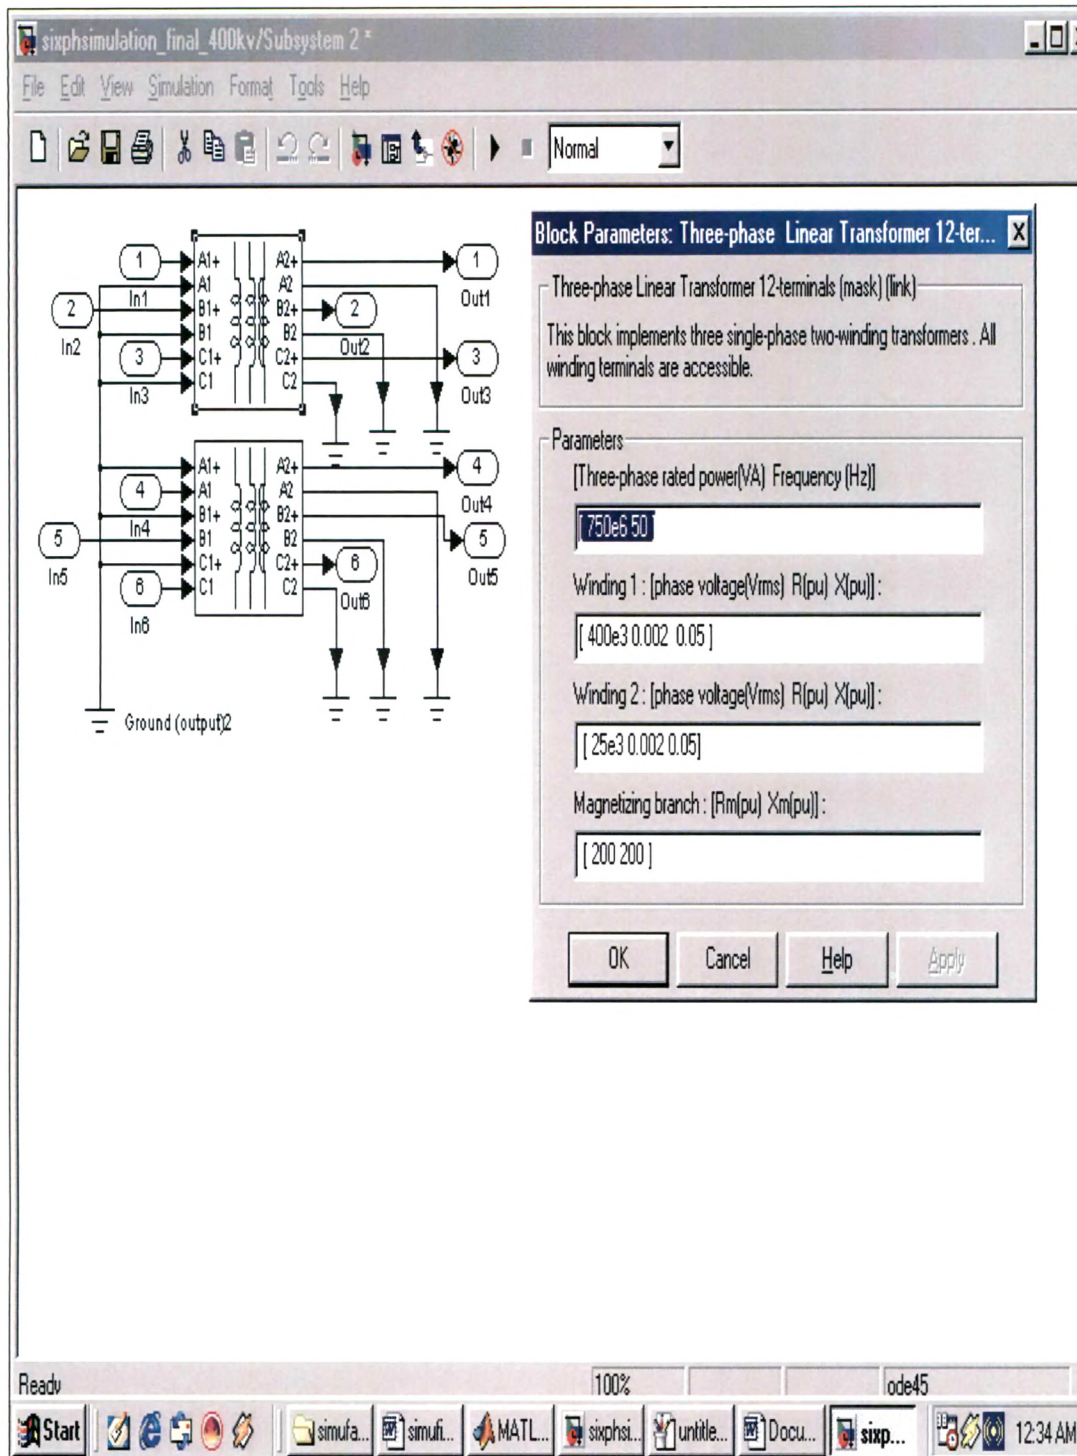 sixphsimulation_final_400kv/Subsystem 2 *
File Edit View Simulation Format Tools Help
Normal
1
In1
2
In2
3
In3
A1+
A1
B1+
B1
C1+
C1
A2+
A2
B2+
B2
C2+
C2
1
Out1
2
Out2
3
Out3
4
In4
5
In5
6
In6
A1+
A1
B1+
B1
C1+
C1
A2+
A2
B2+
B2
C2+
C2
4
Out4
5
Out5
6
Out6
Ground (output)2
Block Parameters: Three-phase Linear Transformer 12-ter...
Three-phase Linear Transformer 12-terminals (mask) (link)
This block implements three single-phase two-winding transformers . All
winding terminals are accessible.
Parameters
[Three-phase rated power(VA) Frequency (Hz)]
[ 750e6 50 ]
Winding 1 : [phase voltage(Vrms) R(pu) X(pu)] :
[ 400e3 0.002 0.05 ]
Winding 2 : [phase voltage(Vrms) R(pu) X(pu)] :
[ 25e3 0.002 0.05]
Magnetizing branch : [Rm(pu) Xm(pu)] :
[ 200 200 ]
OK Cancel Help Apply
Ready 100% ode45
Start simufa... simufi... MATL... sixphsi... untitle... Docu... sixp... 12:34 AM